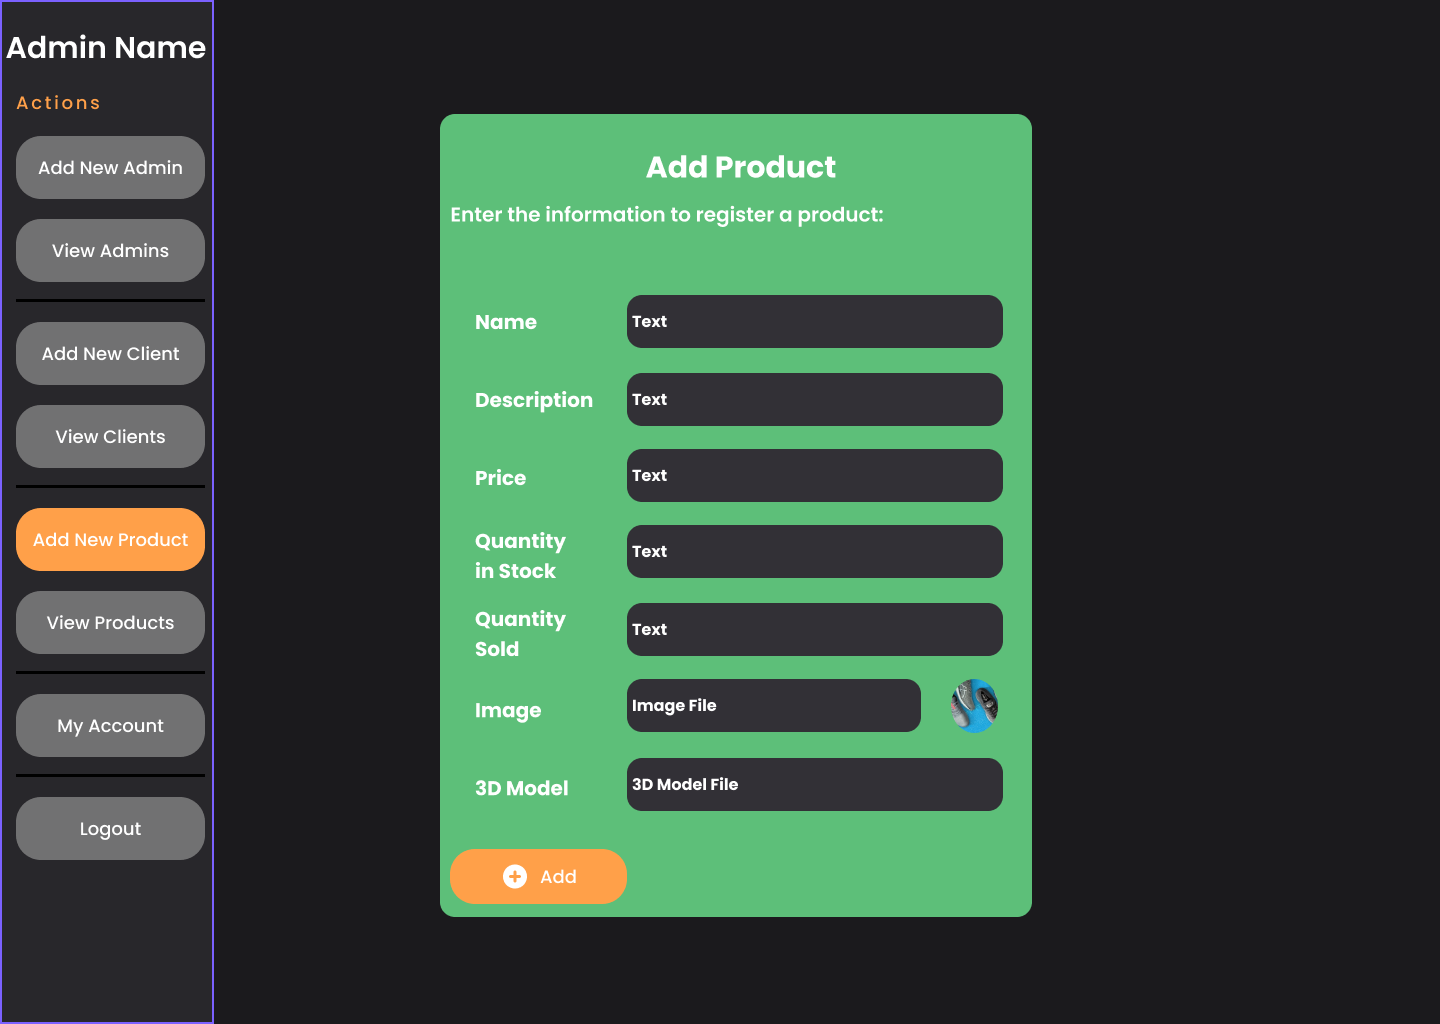 Admin Name
Actions
Add New Admin
View Admins
Add New Client
View Clients
Add New Product
View Products
My Account
Logout
Add Product
Enter the information to register a product:
Name
Text
Description
Text
Price
Text
Quantity
in Stock
Text
Quantity
Sold
Text
Image
Image File
3D Model
3D Model File
Add